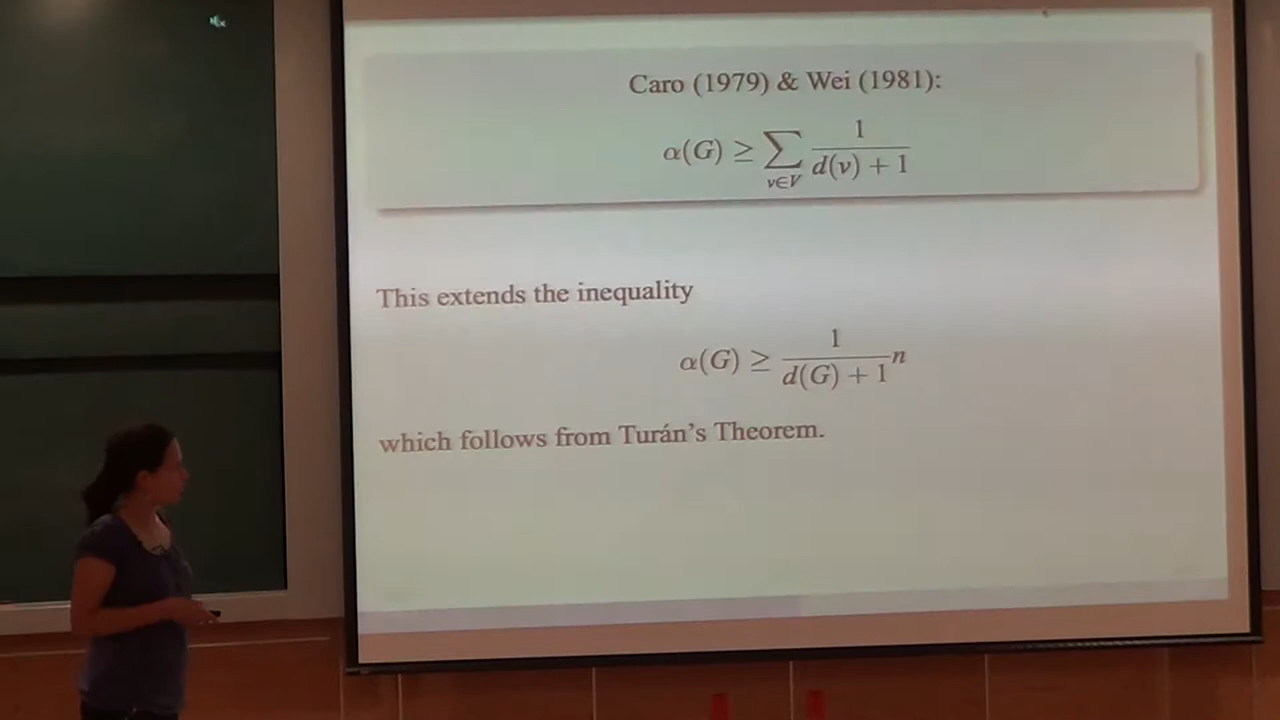 Caro (1979) & Wei (1981):
α(G) ≥ ∑_{v∈V} 1/(d(v) + 1)
This extends the inequality
α(G) ≥ 1/(d(G) + 1) n
which follows from Turán's Theorem.